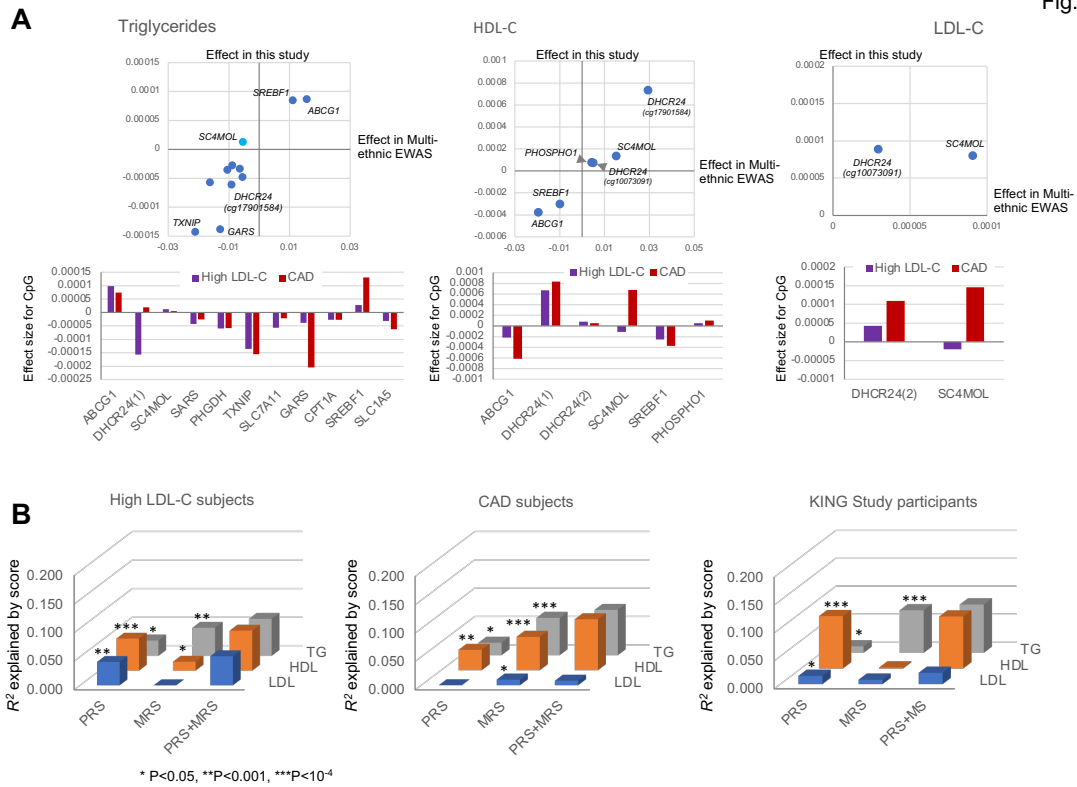 Fig.
A
Triglycerides
HDL-C
LDL-C
Effect in this study
0.00015
0.0001
0.00005
0
-0.00005
-0.0001
-0.00015
-0.03
-0.01
0.01
0.03
SREBF1
ABCG1
SC4MOL
DHCR24
(cg17901584)
TXNIP
GARS
Effect in Multi-
ethnic EWAS
Effect in this study
0.001
0.0008
0.0006
0.0004
0.0002
0
-0.0002
-0.0004
-0.0006
-0.03
-0.01
0.01
0.03
0.05
DHCR24
(cg17901584)
PHOSPHO1
SC4MOL
DHCR24
(cg10073091)
SREBF1
ABCG1
Effect in Multi-
ethnic EWAS
Effect in this study
0.0002
0.00015
0.0001
0.00005
0
0
0.00005
0.0001
DHCR24
(cg10073091)
SC4MOL
Effect in Multi-
ethnic EWAS
Effect size for CpG
0.00015
0.0001
0.00005
0
-0.00005
-0.0001
-0.00015
-0.0002
-0.00025
High LDL-C
CAD
ABCG1
DHCR24(1)
SC4MOL
SARS
PHGDH
TXNIP
SLC7A11
GARS
CPT1A
SREBF1
SLC1A5
Effect size for CpG
0.001
0.0008
0.0006
0.0004
0.0002
0
-0.0002
-0.0004
-0.0006
-0.0008
-0.001
High LDL-C
CAD
ABCG1
DHCR24(1)
DHCR24(2)
SC4MOL
SREBF1
PHOSPHO1
Effect size for CpG
0.0002
0.00015
0.0001
0.00005
0
-0.00005
-0.0001
High LDL-C
CAD
DHCR24(2)
SC4MOL
B
High LDL-C subjects
R² explained by score
0.200
0.150
0.100
0.050
0.000
**
***
*
*
**
TG
HDL
LDL
PRS
MRS
PRS+MRS
CAD subjects
R² explained by score
0.200
0.150
0.100
0.050
0.000
**
*
***
***
*
TG
HDL
LDL
PRS
MRS
PRS+MRS
KING Study participants
R² explained by score
0.200
0.150
0.100
0.050
0.000
***
*
***
*
TG
HDL
LDL
PRS
MRS
PRS+MS
* P<0.05, **P<0.001, ***P<10⁻⁴